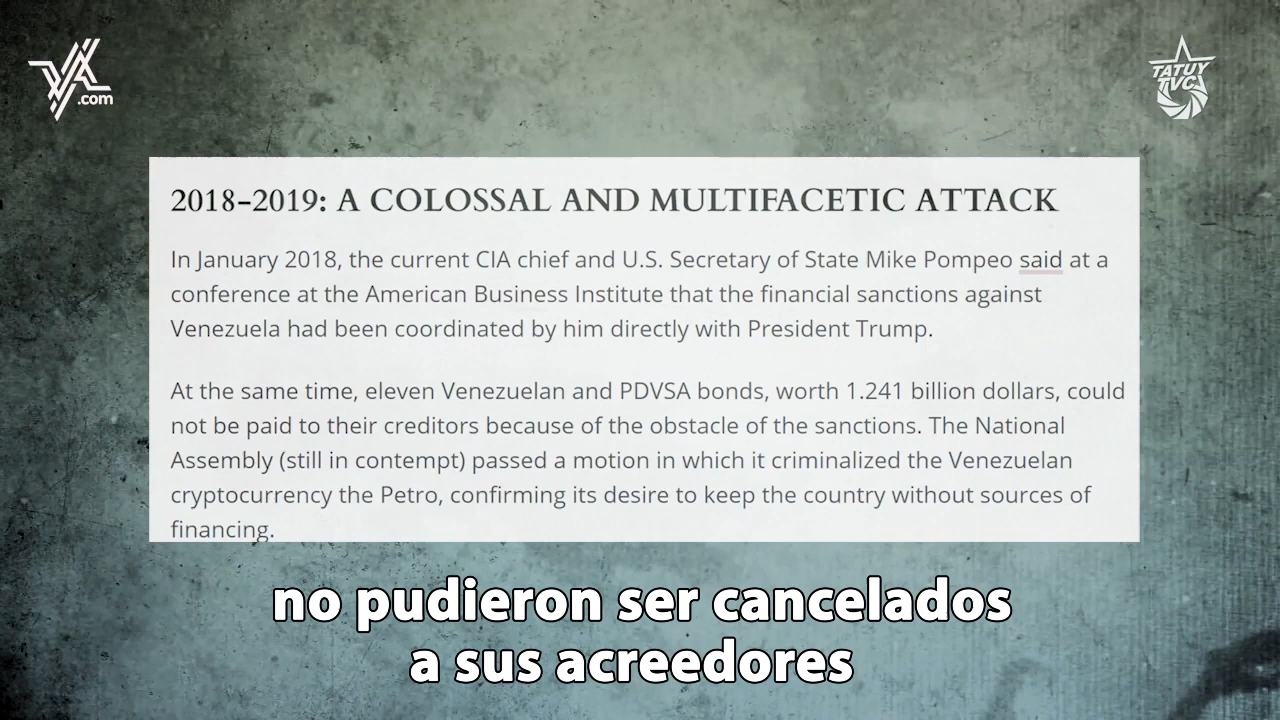 VA
.com
TATUY
TVC
2018–2019: A COLOSSAL AND MULTIFACETIC ATTACK
In January 2018, the current CIA chief and U.S. Secretary of State Mike Pompeo said at a
conference at the American Business Institute that the financial sanctions against
Venezuela had been coordinated by him directly with President Trump.
At the same time, eleven Venezuelan and PDVSA bonds, worth 1.241 billion dollars, could
not be paid to their creditors because of the obstacle of the sanctions. The National
Assembly (still in contempt) passed a motion in which it criminalized the Venezuelan
cryptocurrency the Petro, confirming its desire to keep the country without sources of
financing.
no pudieron ser cancelados
a sus acreedores